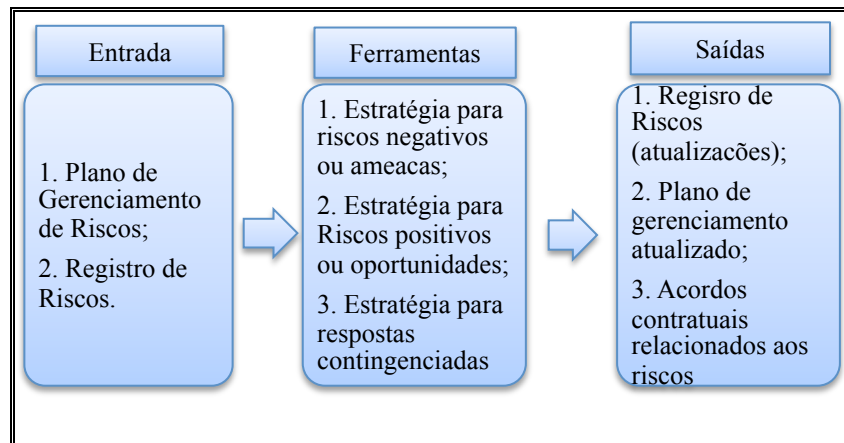 Entrada
1. Plano de
Gerenciamento
de Riscos;
2. Registro de
Riscos.
Ferramentas
1. Estratégia para
riscos negativos
ou ameacas;
2. Estratégia para
Riscos positivos
ou oportunidades;
3. Estratégia para
respostas
contingenciadas
Saídas
1. Regisro de
Riscos
(atualizacões);
2. Plano de
gerenciamento
atualizado;
3. Acordos
contratuais
relacionados aos
riscos